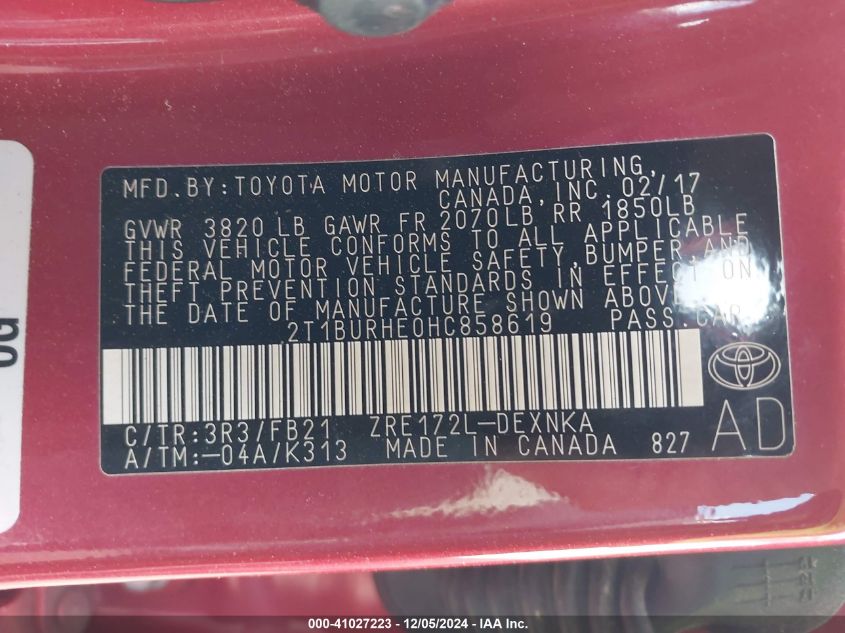 MFD. BY: TOYOTA MOTOR MANUFACTURING,
CANADA, INC. 02/17
GVWR 3820 LB GAWR FR 2070LB, RR 1850LB
THIS VEHICLE CONFORMS TO ALL APPLICABLE
FEDERAL MOTOR VEHICLE SAFETY, BUMPER, AND
THEFT PREVENTION STANDARDS IN EFFECT ON
THE DATE OF MANUFACTURE SHOWN ABOVE.
2T1BURHE0HC858619 PASS. CAR
C/TR: 3R3/FB21 ZRE172L-DEXNKA
A/TM: -04A/K313 MADE IN CANADA 827
AD
000-41027223 - 12/05/2024 - IAA Inc.